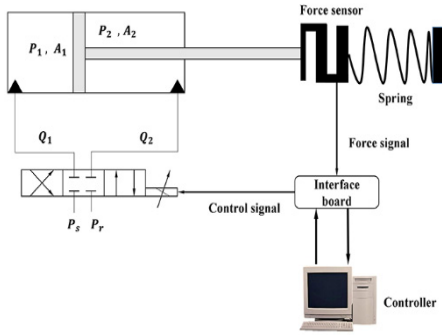 Force sensor
P₂ , A₂
P₁ , A₁
Spring
Q₁
Q₂
Force signal
Interface
board
Control signal
Pₛ Pᵣ
Controller